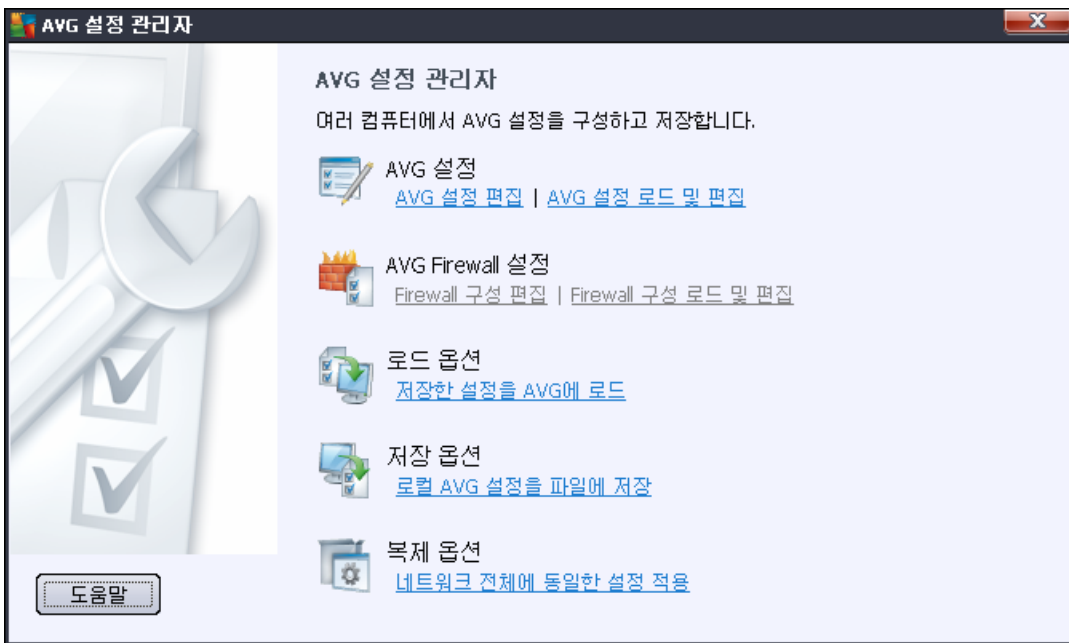 AVG 설정 관리자
AVG 설정 관리자
여러 컴퓨터에서 AVG 설정을 구성하고 저장합니다.
AVG 설정
AVG 설정 편집 | AVG 설정 로드 및 편집
AVG Firewall 설정
Firewall 구성 편집 | Firewall 구성 로드 및 편집
로드 옵션
저장한 설정을 AVG에 로드
저장 옵션
로컬 AVG 설정을 파일에 저장
복제 옵션
네트워크 전체에 동일한 설정 적용
도움말